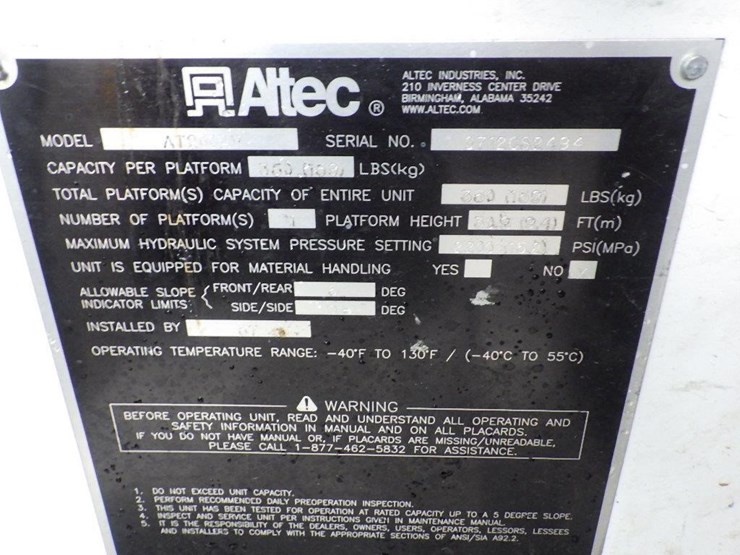 Altec ®
ALTEC INDUSTRIES, INC.
210 INVERNESS CENTER DRIVE
BIRMINGHAM, ALABAMA 35242
WWW.ALTEC.COM
MODEL SERIAL NO.
CAPACITY PER PLATFORM LBS(kg)
TOTAL PLATFORM(S) CAPACITY OF ENTIRE UNIT LBS(kg)
NUMBER OF PLATFORM(S) PLATFORM HEIGHT FT(m)
MAXIMUM HYDRAULIC SYSTEM PRESSURE SETTING PSI(MPa)
UNIT IS EQUIPPED FOR MATERIAL HANDLING YES NO
ALLOWABLE SLOPE INDICATOR LIMITS FRONT/REAR DEG
SIDE/SIDE DEG
INSTALLED BY
OPERATING TEMPERATURE RANGE: -40°F TO 130°F / (-40°C TO 55°C)
WARNING
BEFORE OPERATING UNIT, READ AND UNDERSTAND ALL OPERATING AND
SAFETY INFORMATION IN MANUAL AND ON ALL PLACARDS.
IF YOU DO NOT HAVE MANUAL OR, IF PLACARDS ARE MISSING/UNREADABLE,
PLEASE CALL 1-877-462-5832 FOR ASSISTANCE.
1. DO NOT EXCEED UNIT CAPACITY.
2. PERFORM RECOMMENDED DAILY PREOPERATION INSPECTION.
3. THIS UNIT HAS BEEN TESTED FOR OPERATION AT RATED CAPACITY UP TO A 5 DEGREE SLOPE.
4. INSPECT AND SERVICE UNIT PER INSTRUCTIONS GIVEN IN MAINTENANCE MANUAL.
5. IT IS THE RESPONSIBILITY OF THE DEALERS, OWNERS, USERS, OPERATORS, LESSORS, LESSEES
AND INSTALLERS TO COMPLY WITH THE APPROPRIATE SECTIONS OF ANSI/SIA A92.2.